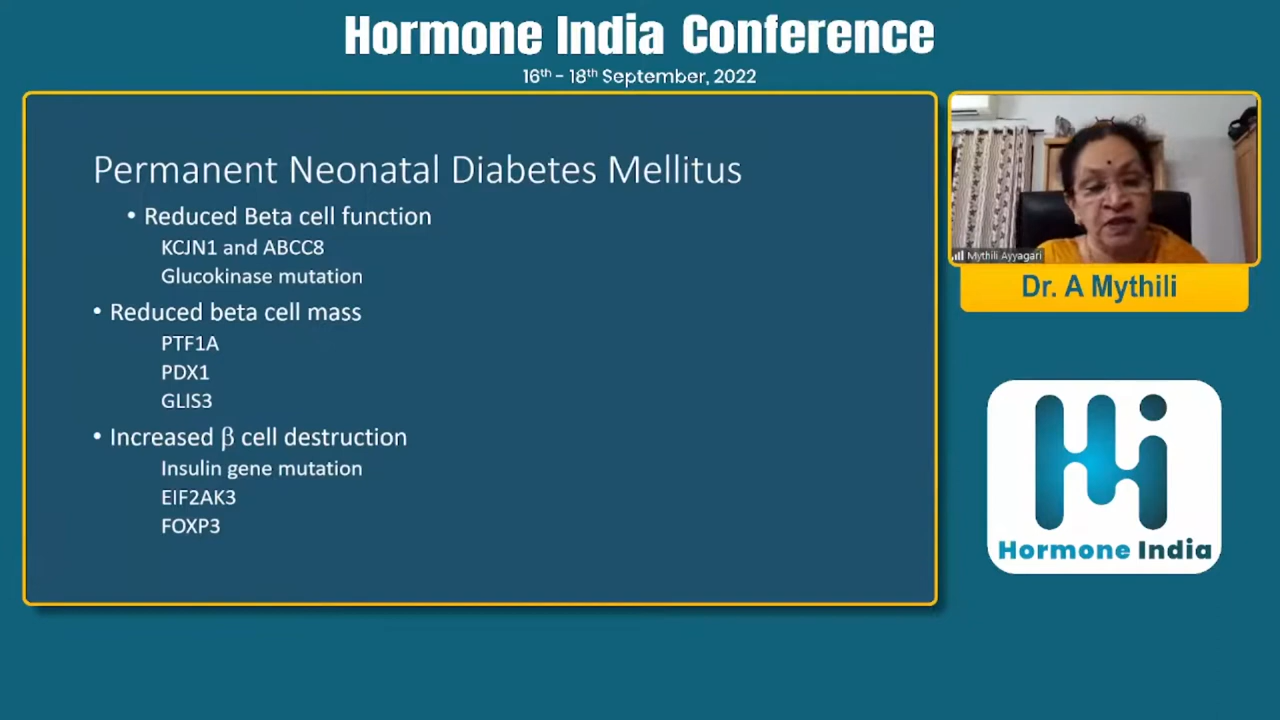 Hormone India Conference
16th - 18th September, 2022
Permanent Neonatal Diabetes Mellitus
• Reduced Beta cell function
KCJN1 and ABCC8
Glucokinase mutation
• Reduced beta cell mass
PTF1A
PDX1
GLIS3
• Increased β cell destruction
Insulin gene mutation
EIF2AK3
FOXP3
Mythili Ayyagari
Dr. A Mythili
Hi
Hormone India